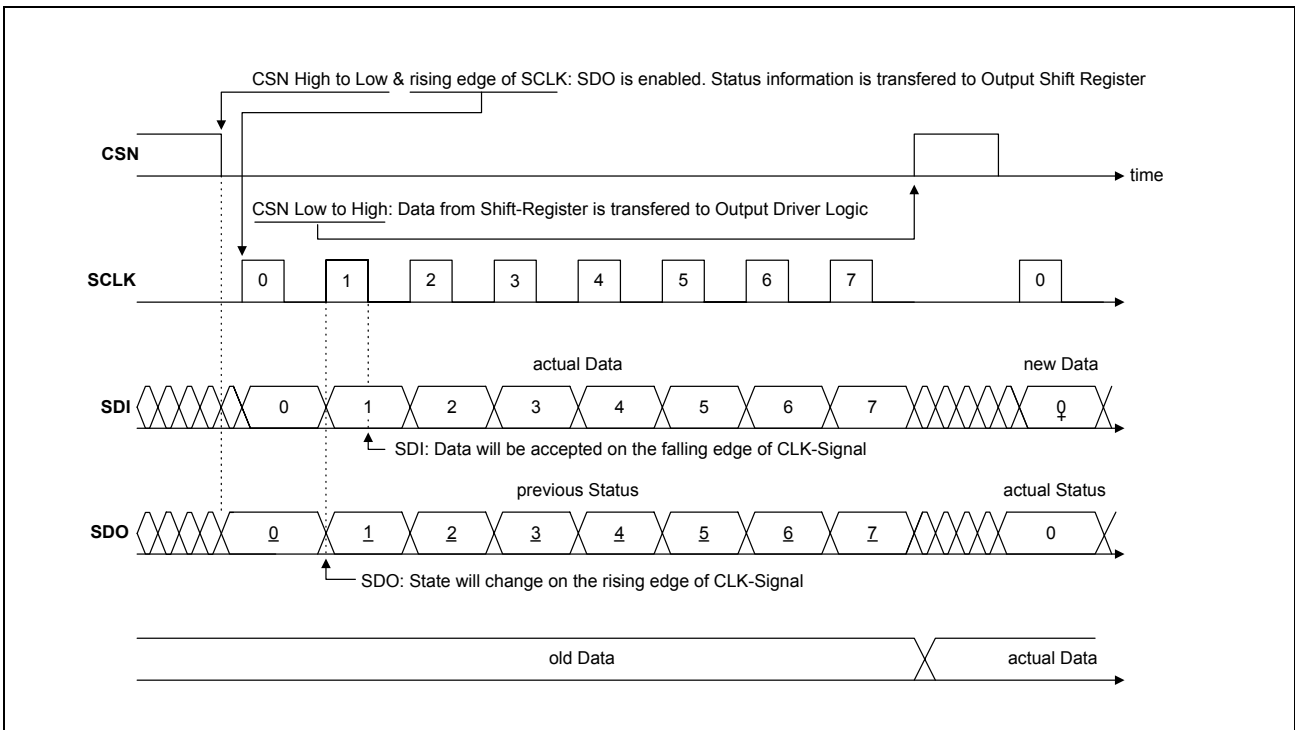 CSN High to Low & rising edge of SCLK: SDO is enabled. Status information is transfered to Output Shift Register
CSN
time
CSN Low to High: Data from Shift-Register is transfered to Output Driver Logic
SCLK
0 1 2 3 4 5 6 7 0
actual Data new Data
SDI
0 1 2 3 4 5 6 7 0
+
SDI: Data will be accepted on the falling edge of CLK-Signal
previous Status actual Status
SDO
0 1 2 3 4 5 6 7 0
SDO: State will change on the rising edge of CLK-Signal
old Data actual Data